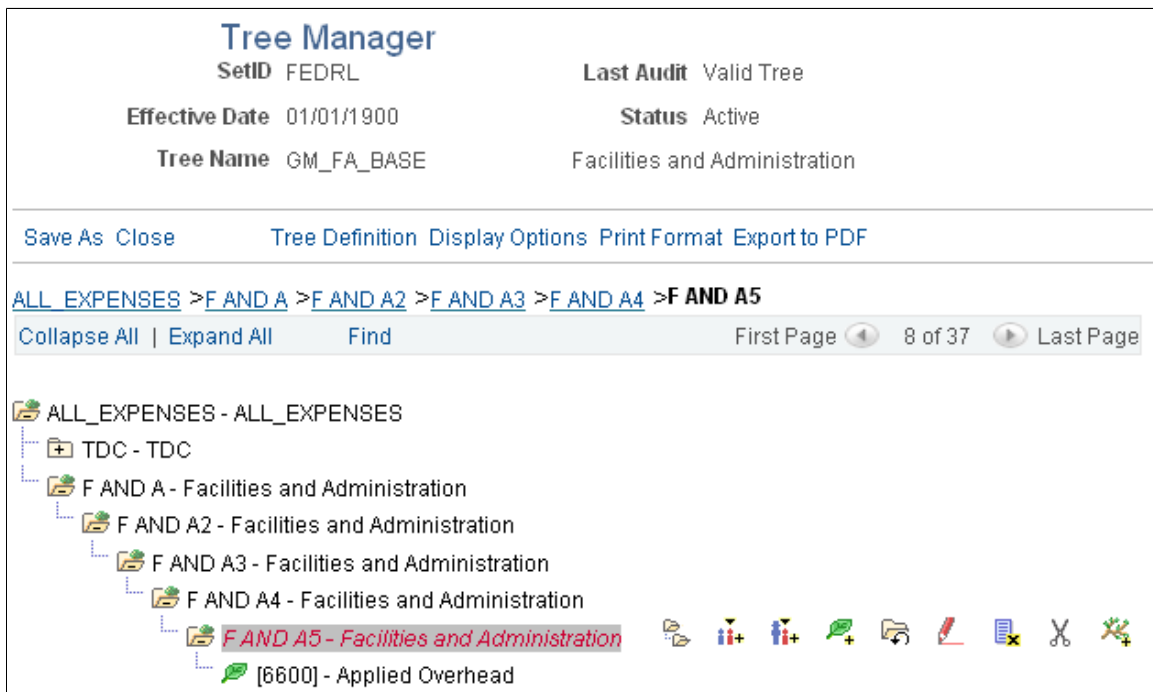 Tree Manager
SetID FEDRL Last Audit Valid Tree
Effective Date 01/01/1900 Status Active
Tree Name GM_FA_BASE Facilities and Administration
Save As Close Tree Definition Display Options Print Format Export to PDF
ALL_EXPENSES >F AND A >F AND A2 >F AND A3 >F AND A4 >F AND A5
Collapse All | Expand All Find First Page 8 of 37 Last Page
ALL_EXPENSES - ALL_EXPENSES
TDC - TDC
F AND A - Facilities and Administration
F AND A2 - Facilities and Administration
F AND A3 - Facilities and Administration
F AND A4 - Facilities and Administration
F AND A5 - Facilities and Administration
[6600] - Applied Overhead